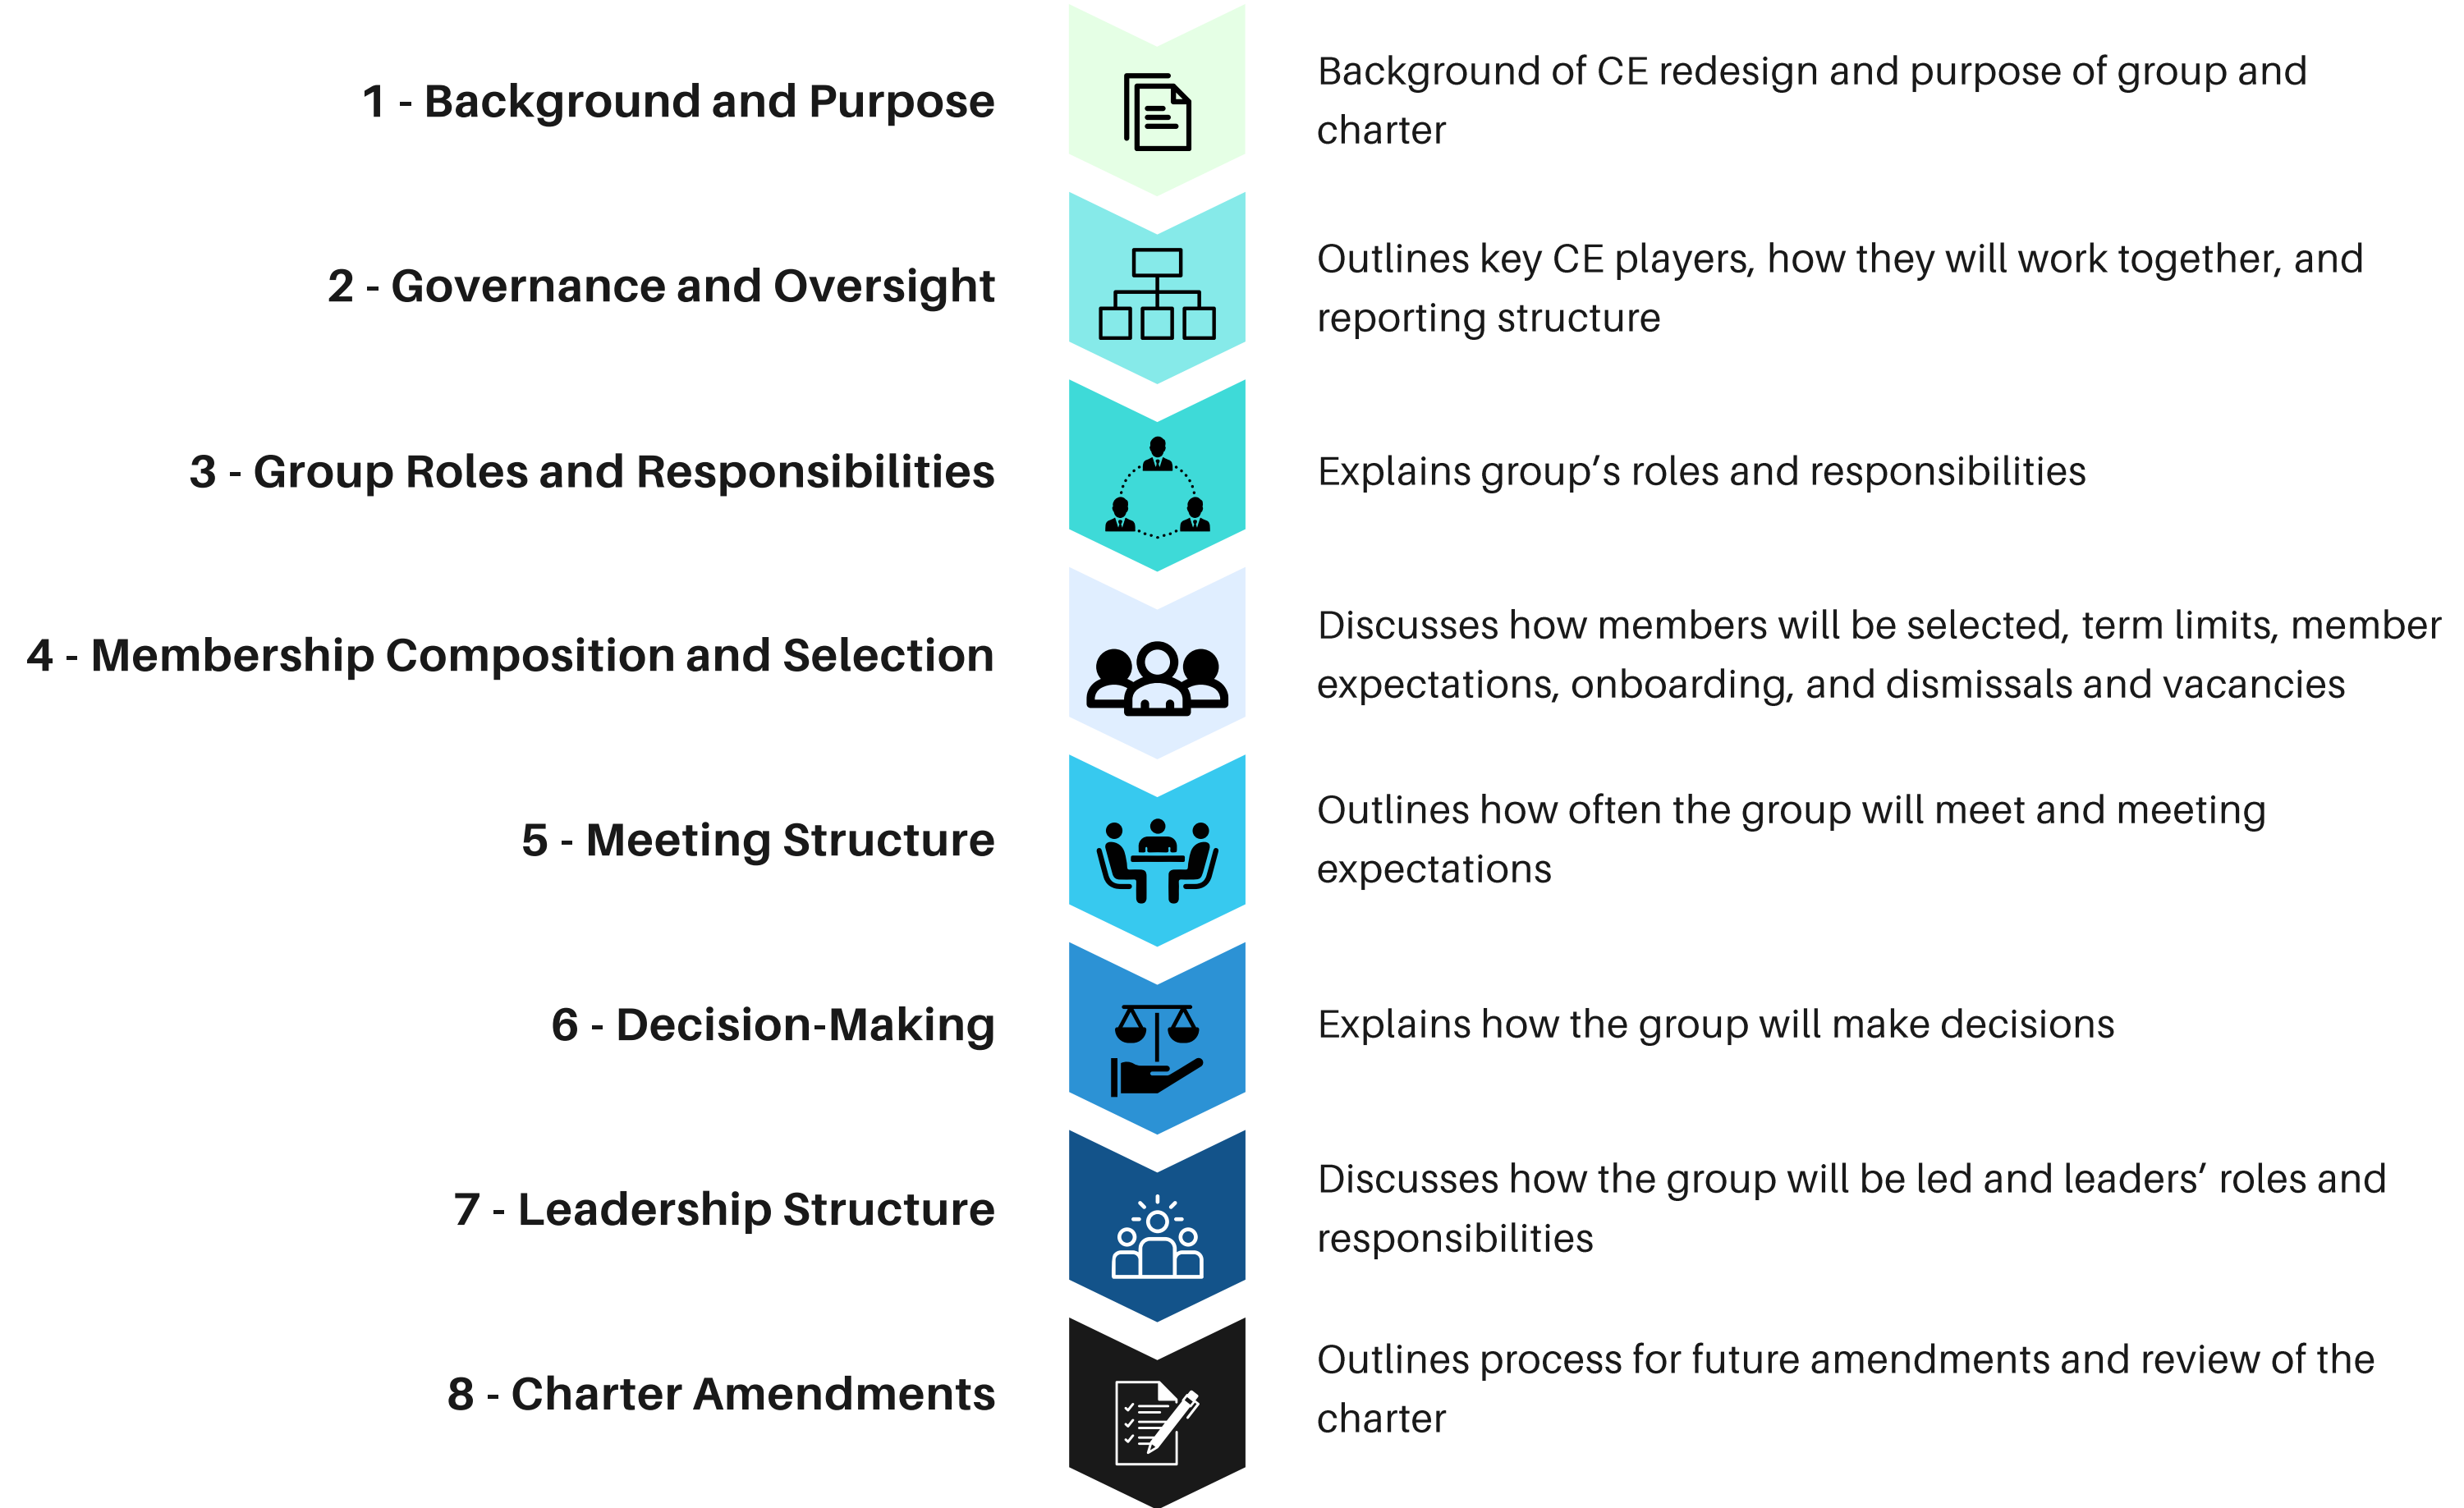 1 - Background and Purpose
Background of CE redesign and purpose of group and
charter
2 - Governance and Oversight
Outlines key CE players, how they will work together, and
reporting structure
3 - Group Roles and Responsibilities
Explains group’s roles and responsibilities
4 - Membership Composition and Selection
Discusses how members will be selected, term limits, member
expectations, onboarding, and dismissals and vacancies
5 - Meeting Structure
Outlines how often the group will meet and meeting
expectations
6 - Decision-Making
Explains how the group will make decisions
7 - Leadership Structure
Discusses how the group will be led and leaders’ roles and
responsibilities
8 - Charter Amendments
Outlines process for future amendments and review of the
charter